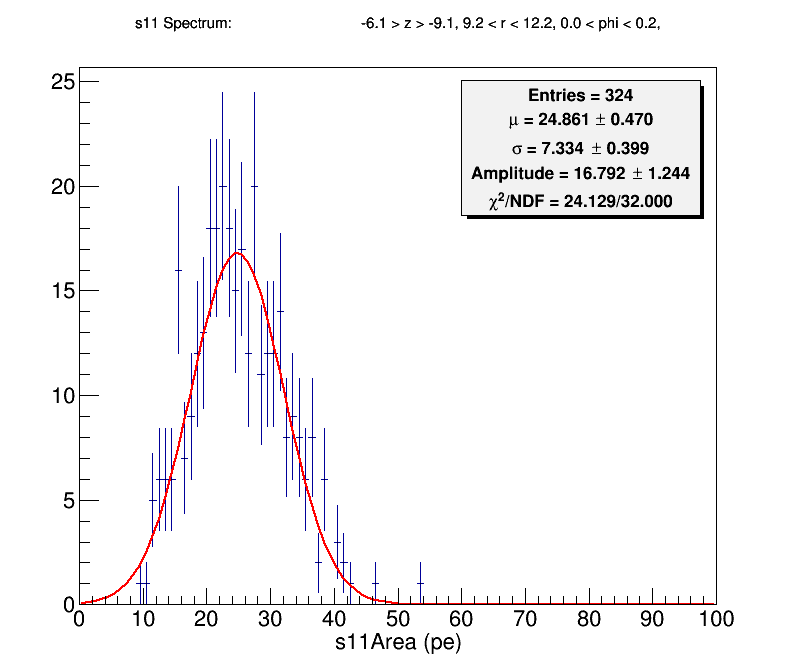 s11 Spectrum: -6.1 > z > -9.1, 9.2 < r < 12.2, 0.0 < phi < 0.2,
Entries = 324
μ = 24.861 ± 0.470
σ = 7.334 ± 0.399
Amplitude = 16.792 ± 1.244
χ²/NDF = 24.129/32.000
25
20
15
10
5
0
0 10 20 30 40 50 60 70 80 90 100
s11Area (pe)